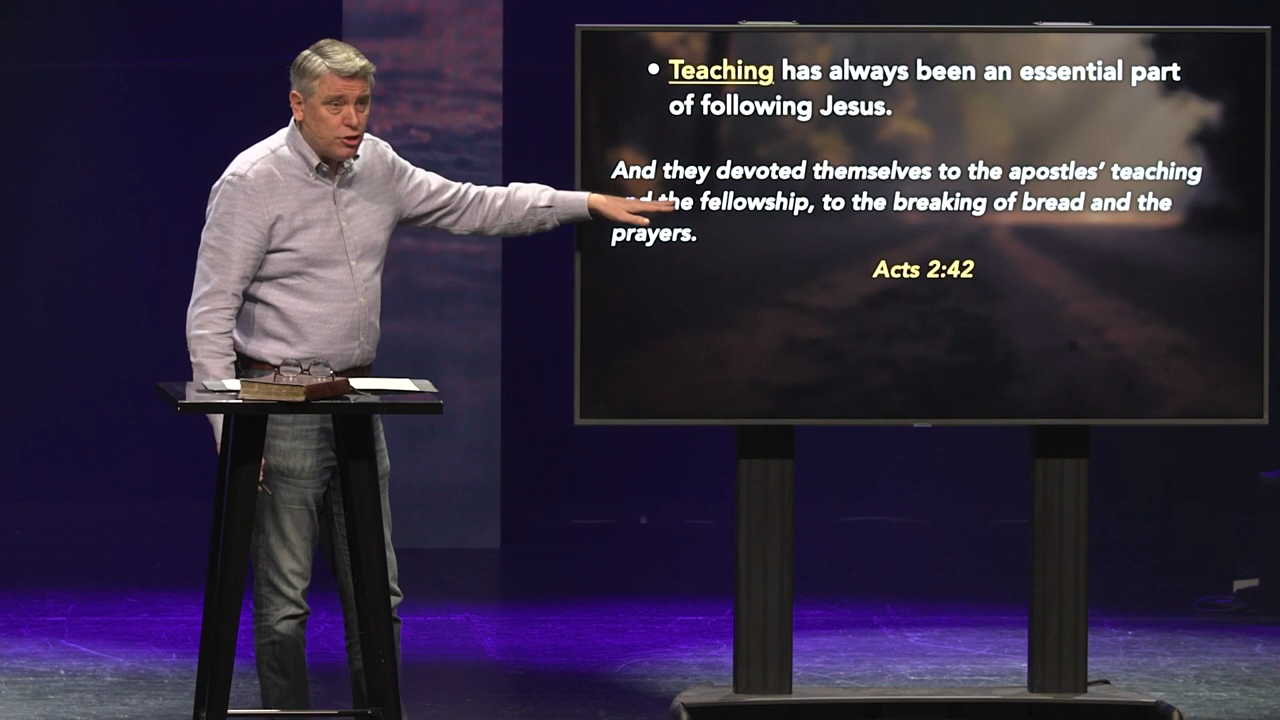 • Teaching has always been an essential part
of following Jesus.
And they devoted themselves to the apostles’ teaching
and the fellowship, to the breaking of bread and the
prayers.
Acts 2:42